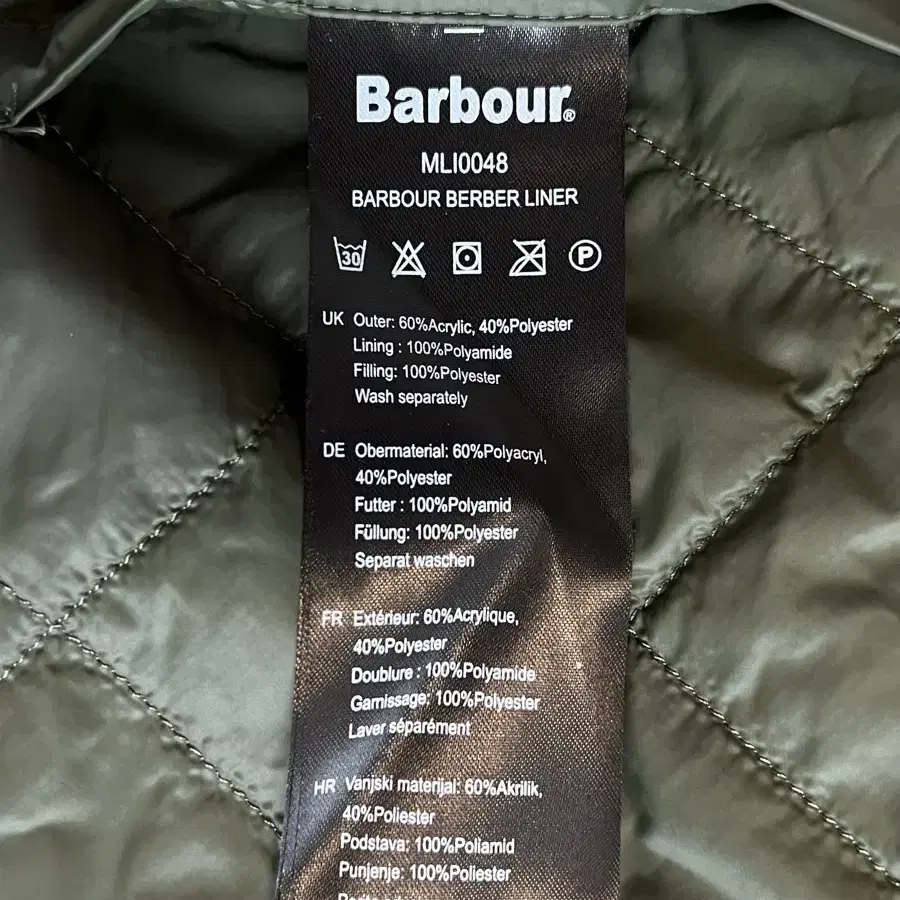 Barbour®
MLI0048
BARBOUR BERBER LINER
30 P
UK Outer: 60%Acrylic, 40%Polyester
Lining : 100%Polyamide
Filling: 100%Polyester
Wash separately
DE Obermaterial: 60%Polyacryl,
40%Polyester
Futter : 100%Polyamid
Füllung: 100%Polyester
Separat waschen
FR Extérieur: 60%Acrylique,
40%Polyester
Doublure : 100%Polyamide
Garnissage: 100%Polyester
Laver séparément
HR Vanjski materijal: 60%Akrilik,
40%Poliester
Podstava: 100%Poliamid
Punjenje: 100%Poliester